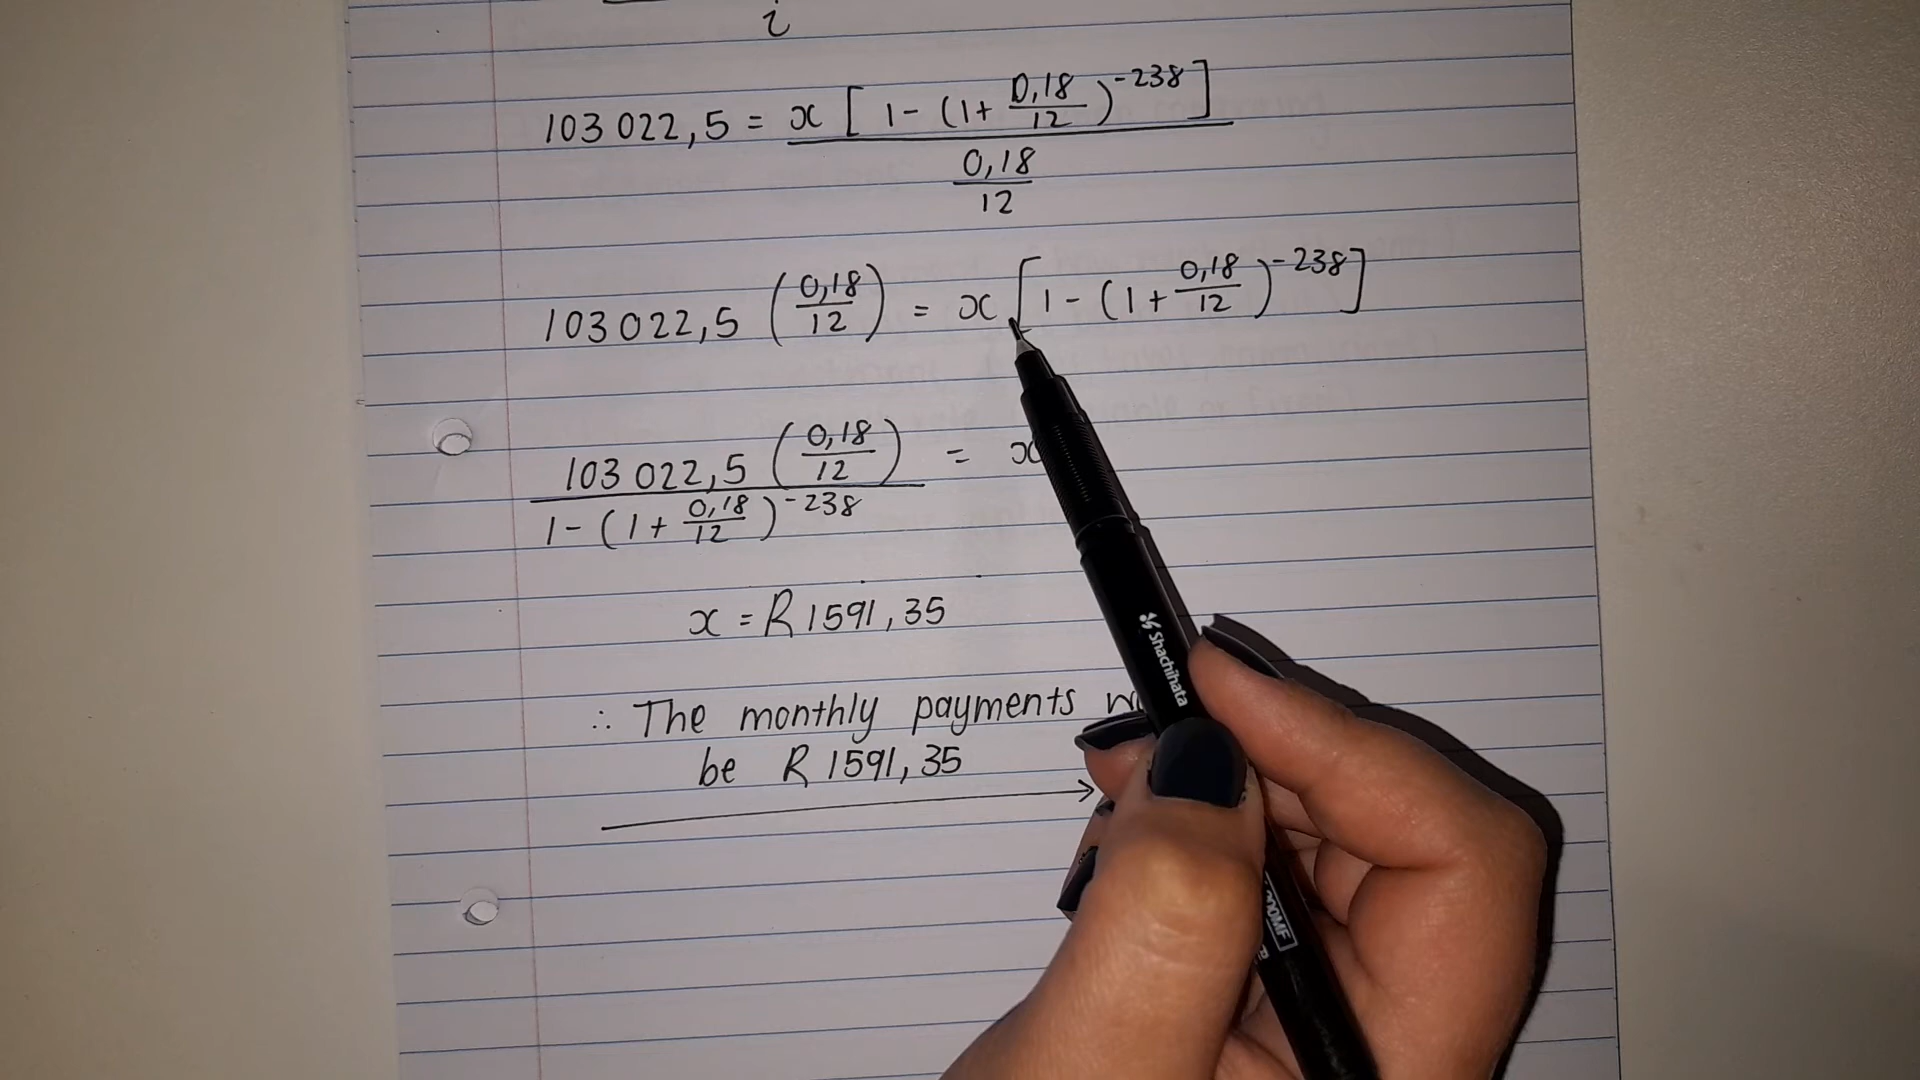 i
103 022,5 = x [ 1 - (1 + 0,18/12)^-238 ]
0,18/12
103 022,5 (0,18/12) = x [ 1 - (1 + 0,18/12)^-238 ]
103 022,5 (0,18/12) = x
1 - (1 + 0,18/12)^-238
x = R 1591,35
∴ The monthly payments
be R 1591,35
Shachihata